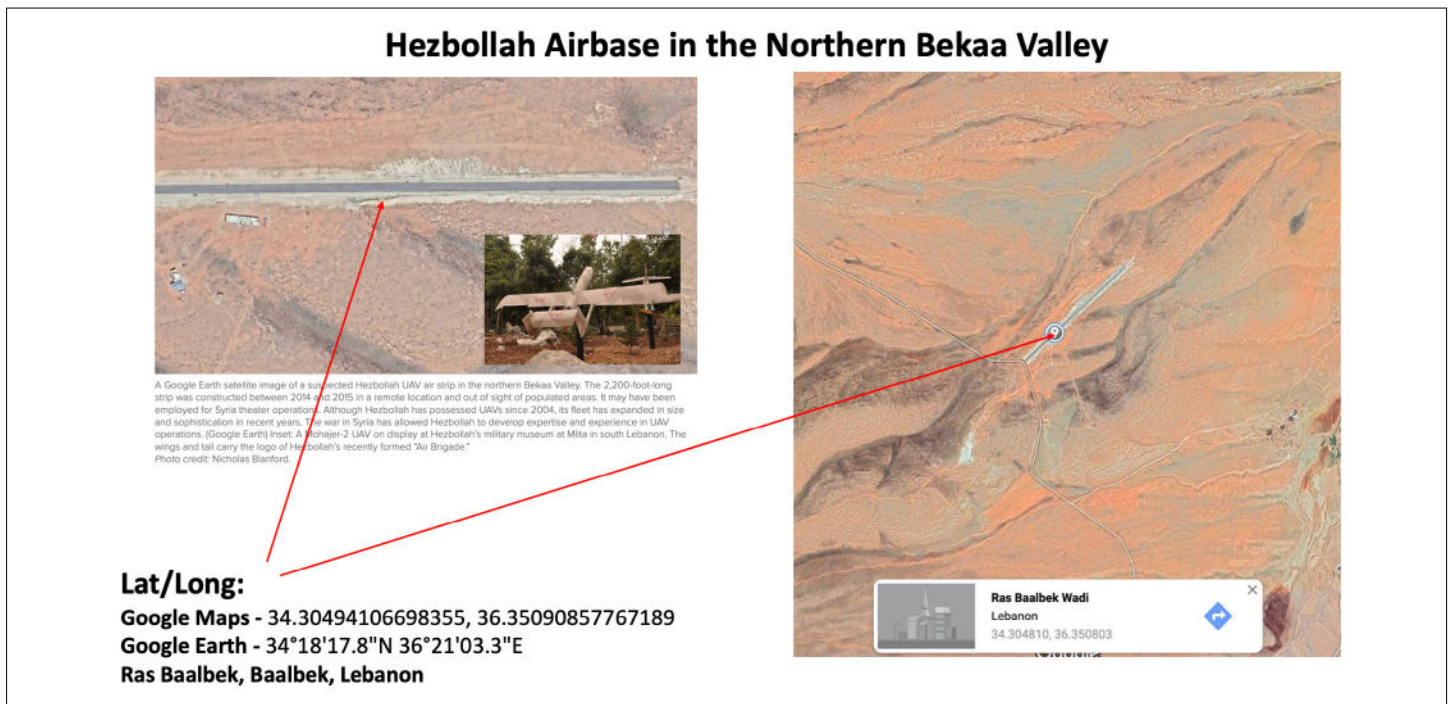 Hezbollah Airbase in the Northern Bekaa Valley
A Google Earth satellite image of a suspected Hezbollah UAV air strip in the northern Bekaa Valley. The 2,200-foot-long
strip was constructed between 2014 and 2015 in a remote location and out of sight of populated areas. It may have been
employed for Syria theater operations. Although Hezbollah has possessed UAVs since 2004, its fleet has expanded in size
and sophistication in recent years. The war in Syria has allowed Hezbollah to develop expertise and experience in UAV
operations. (Google Earth) Inset: A Mohajer-2 UAV on display at Hezbollah's military museum at Mlita in south Lebanon. The
wings and tail carry the logo of Hezbollah's recently formed "Air Brigade."
Photo credit: Nicholas Blanford.
Lat/Long:
Google Maps - 34.30494106698355, 36.35090857767189
Google Earth - 34°18'17.8"N 36°21'03.3"E
Ras Baalbek, Baalbek, Lebanon
Ras Baalbek Wadi
Lebanon
34.304810, 36.350803